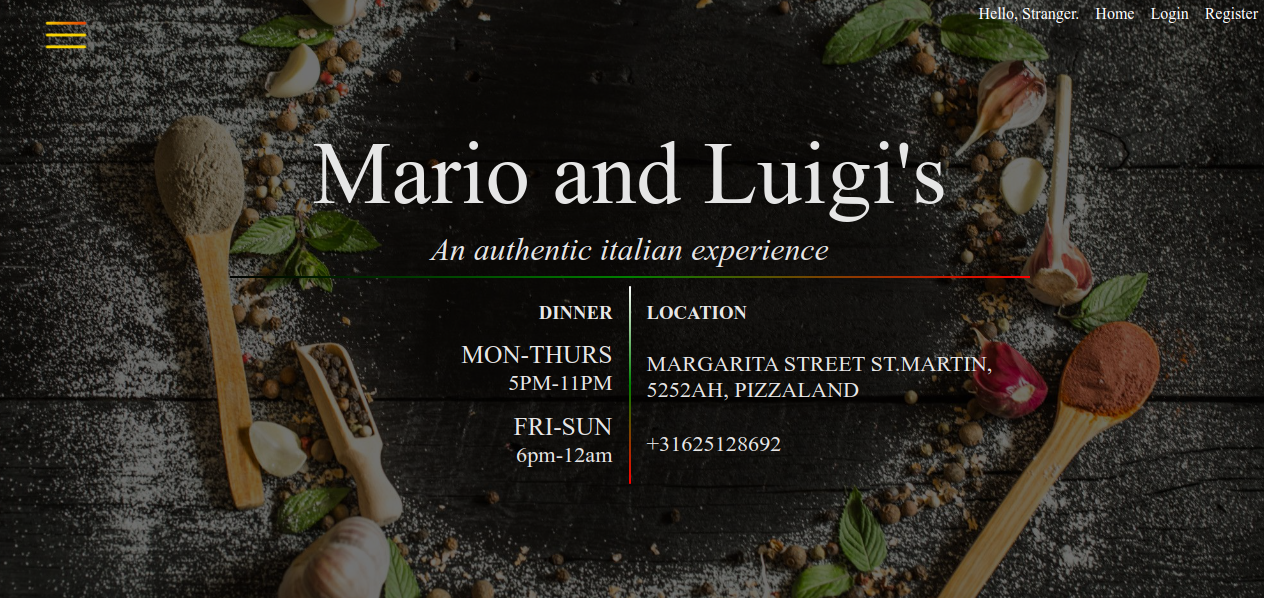 Hello, Stranger. Home Login Register
Mario and Luigi's
An authentic italian experience
DINNER
MON-THURS
5PM-11PM
FRI-SUN
6pm-12am
LOCATION
MARGARITA STREET ST.MARTIN,
5252AH, PIZZALAND
+31625128692